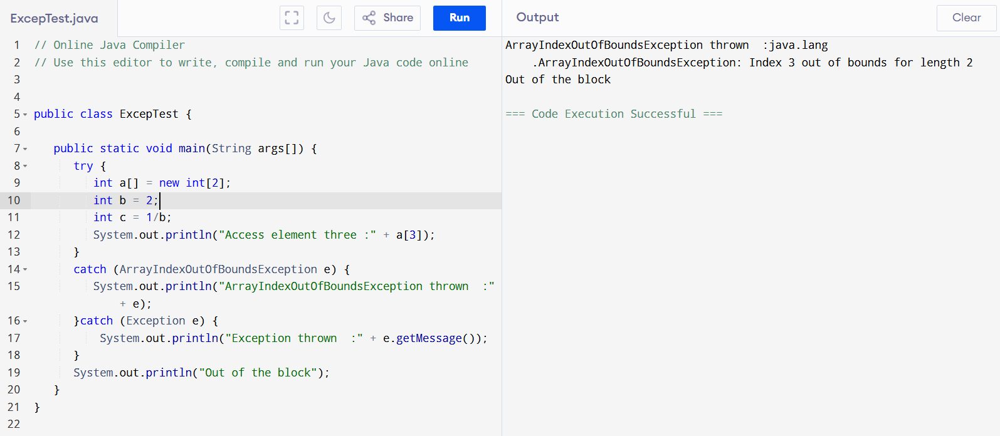 ExcepTest.java
Share
Run
Output
Clear
1 // Online Java Compiler
2 // Use this editor to write, compile and run your Java code online
3
4
5 public class ExcepTest {
6
7 public static void main(String args[]) {
8 try {
9 int a[] = new int[2];
10 int b = 2;
11 int c = 1/b;
12 System.out.println("Access element three :" + a[3]);
13 }
14 catch (ArrayIndexOutOfBoundsException e) {
15 System.out.println("ArrayIndexOutOfBoundsException thrown  :"
+ e);
16 }catch (Exception e) {
17 System.out.println("Exception thrown  :" + e.getMessage());
18 }
19 System.out.println("Out of the block");
20 }
21 }
22
ArrayIndexOutOfBoundsException thrown  :java.lang
.ArrayIndexOutOfBoundsException: Index 3 out of bounds for length 2
Out of the block
=== Code Execution Successful ===